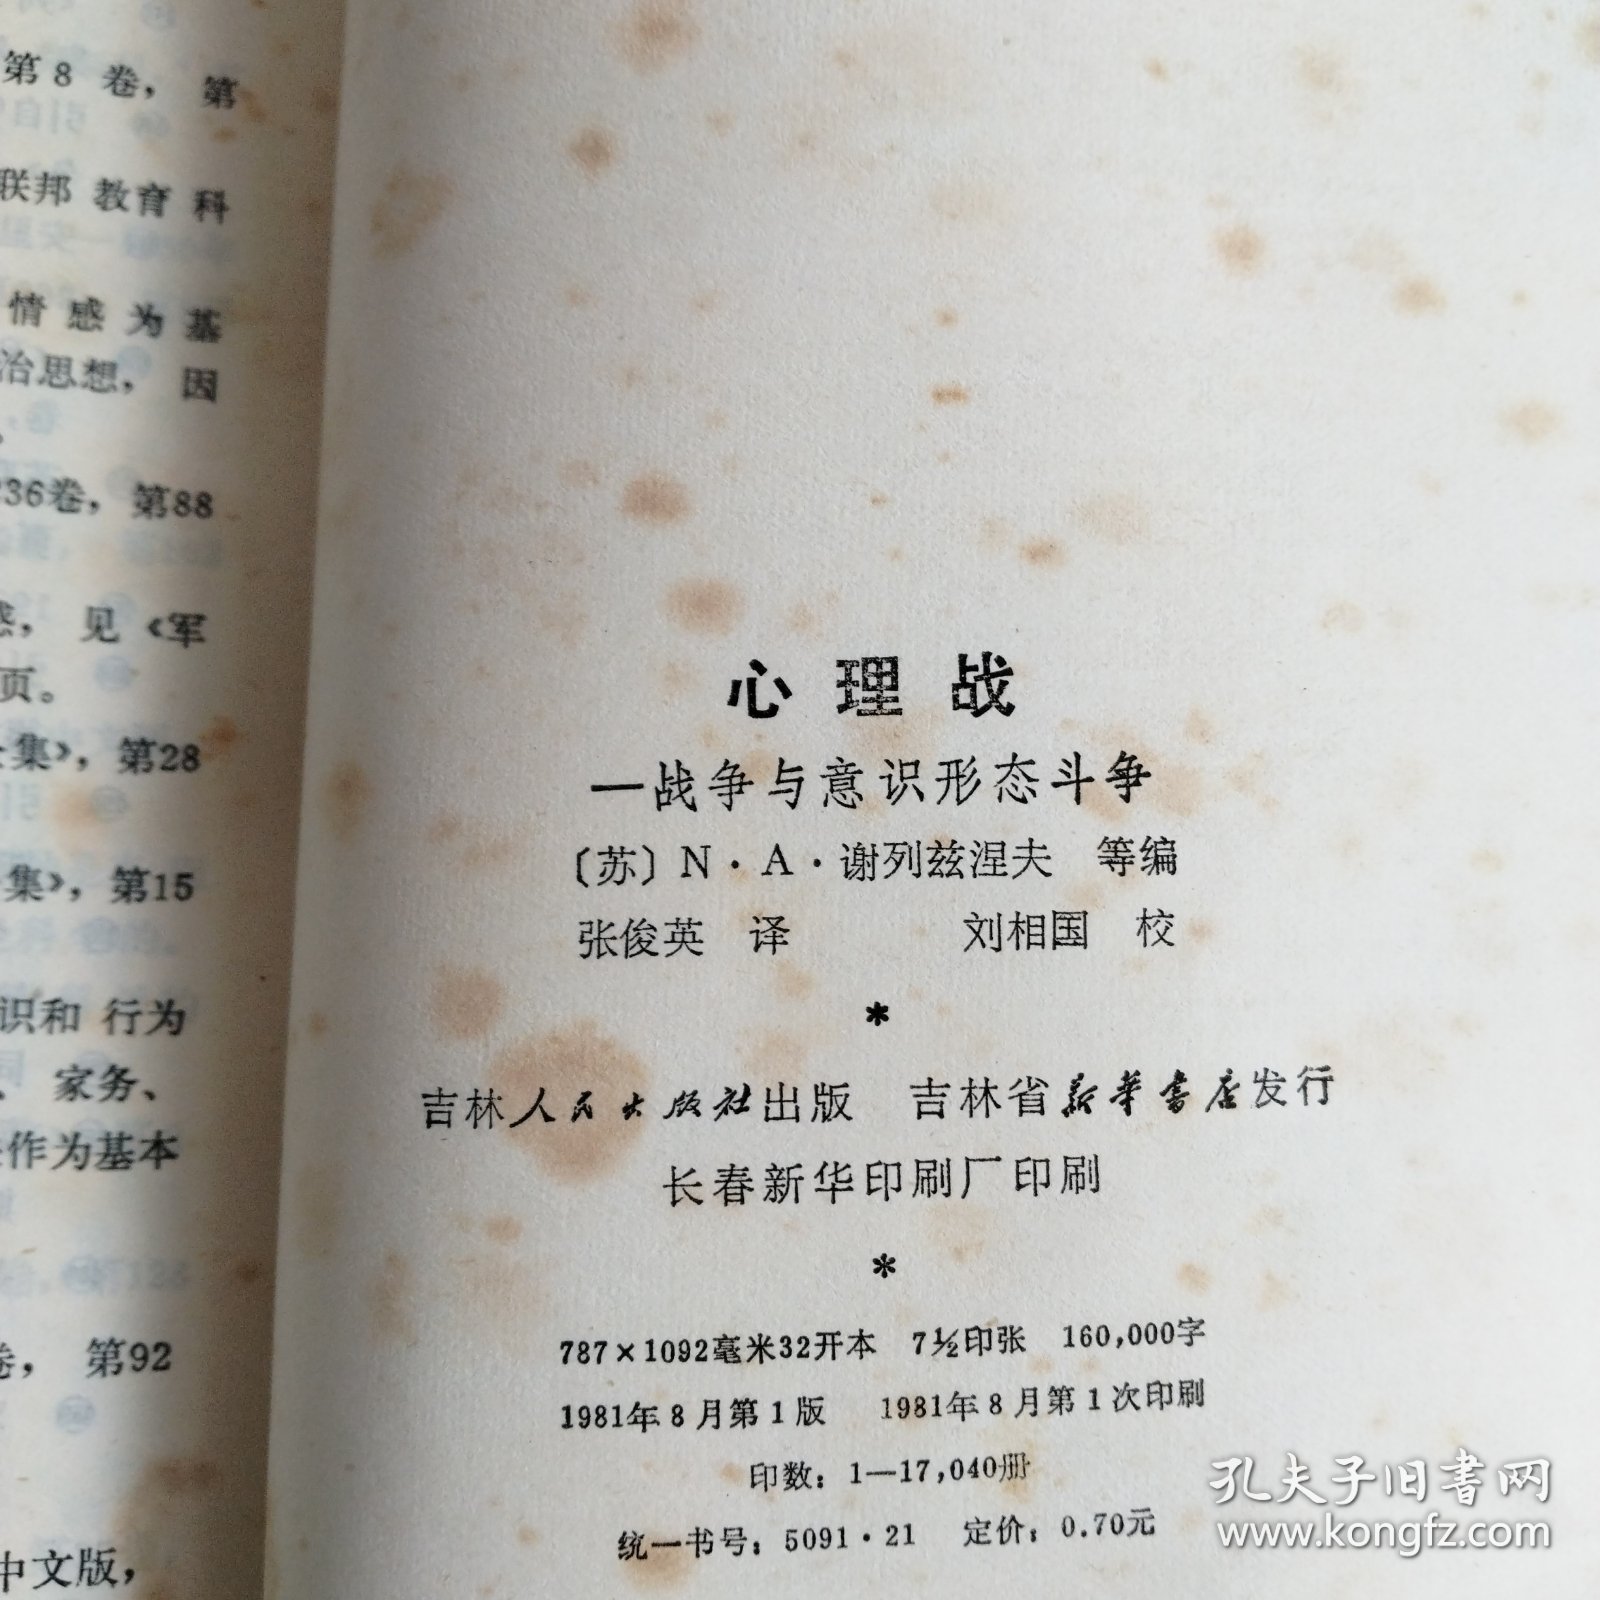 第8卷，第
联邦教育科
情感为基
治思想，因
36卷，第88
见《军
页。
集》，第28
集》，第15
识和行为
家务、
作为基本
第92
中文版，
心理战
—战争与意识形态斗争
〔苏〕N·A·谢列兹涅夫 等编
张俊英 译 刘相国 校
*
吉林人民出版社出版 吉林省新华书店发行
长春新华印刷厂印刷
*
787×1092毫米32开本 7½印张 160,000字
1981年8月第1版 1981年8月第1次印刷
印数：1—17,040册
统一书号：5091·21 定价：0.70元
孔夫子旧书网
www.kongfz.com